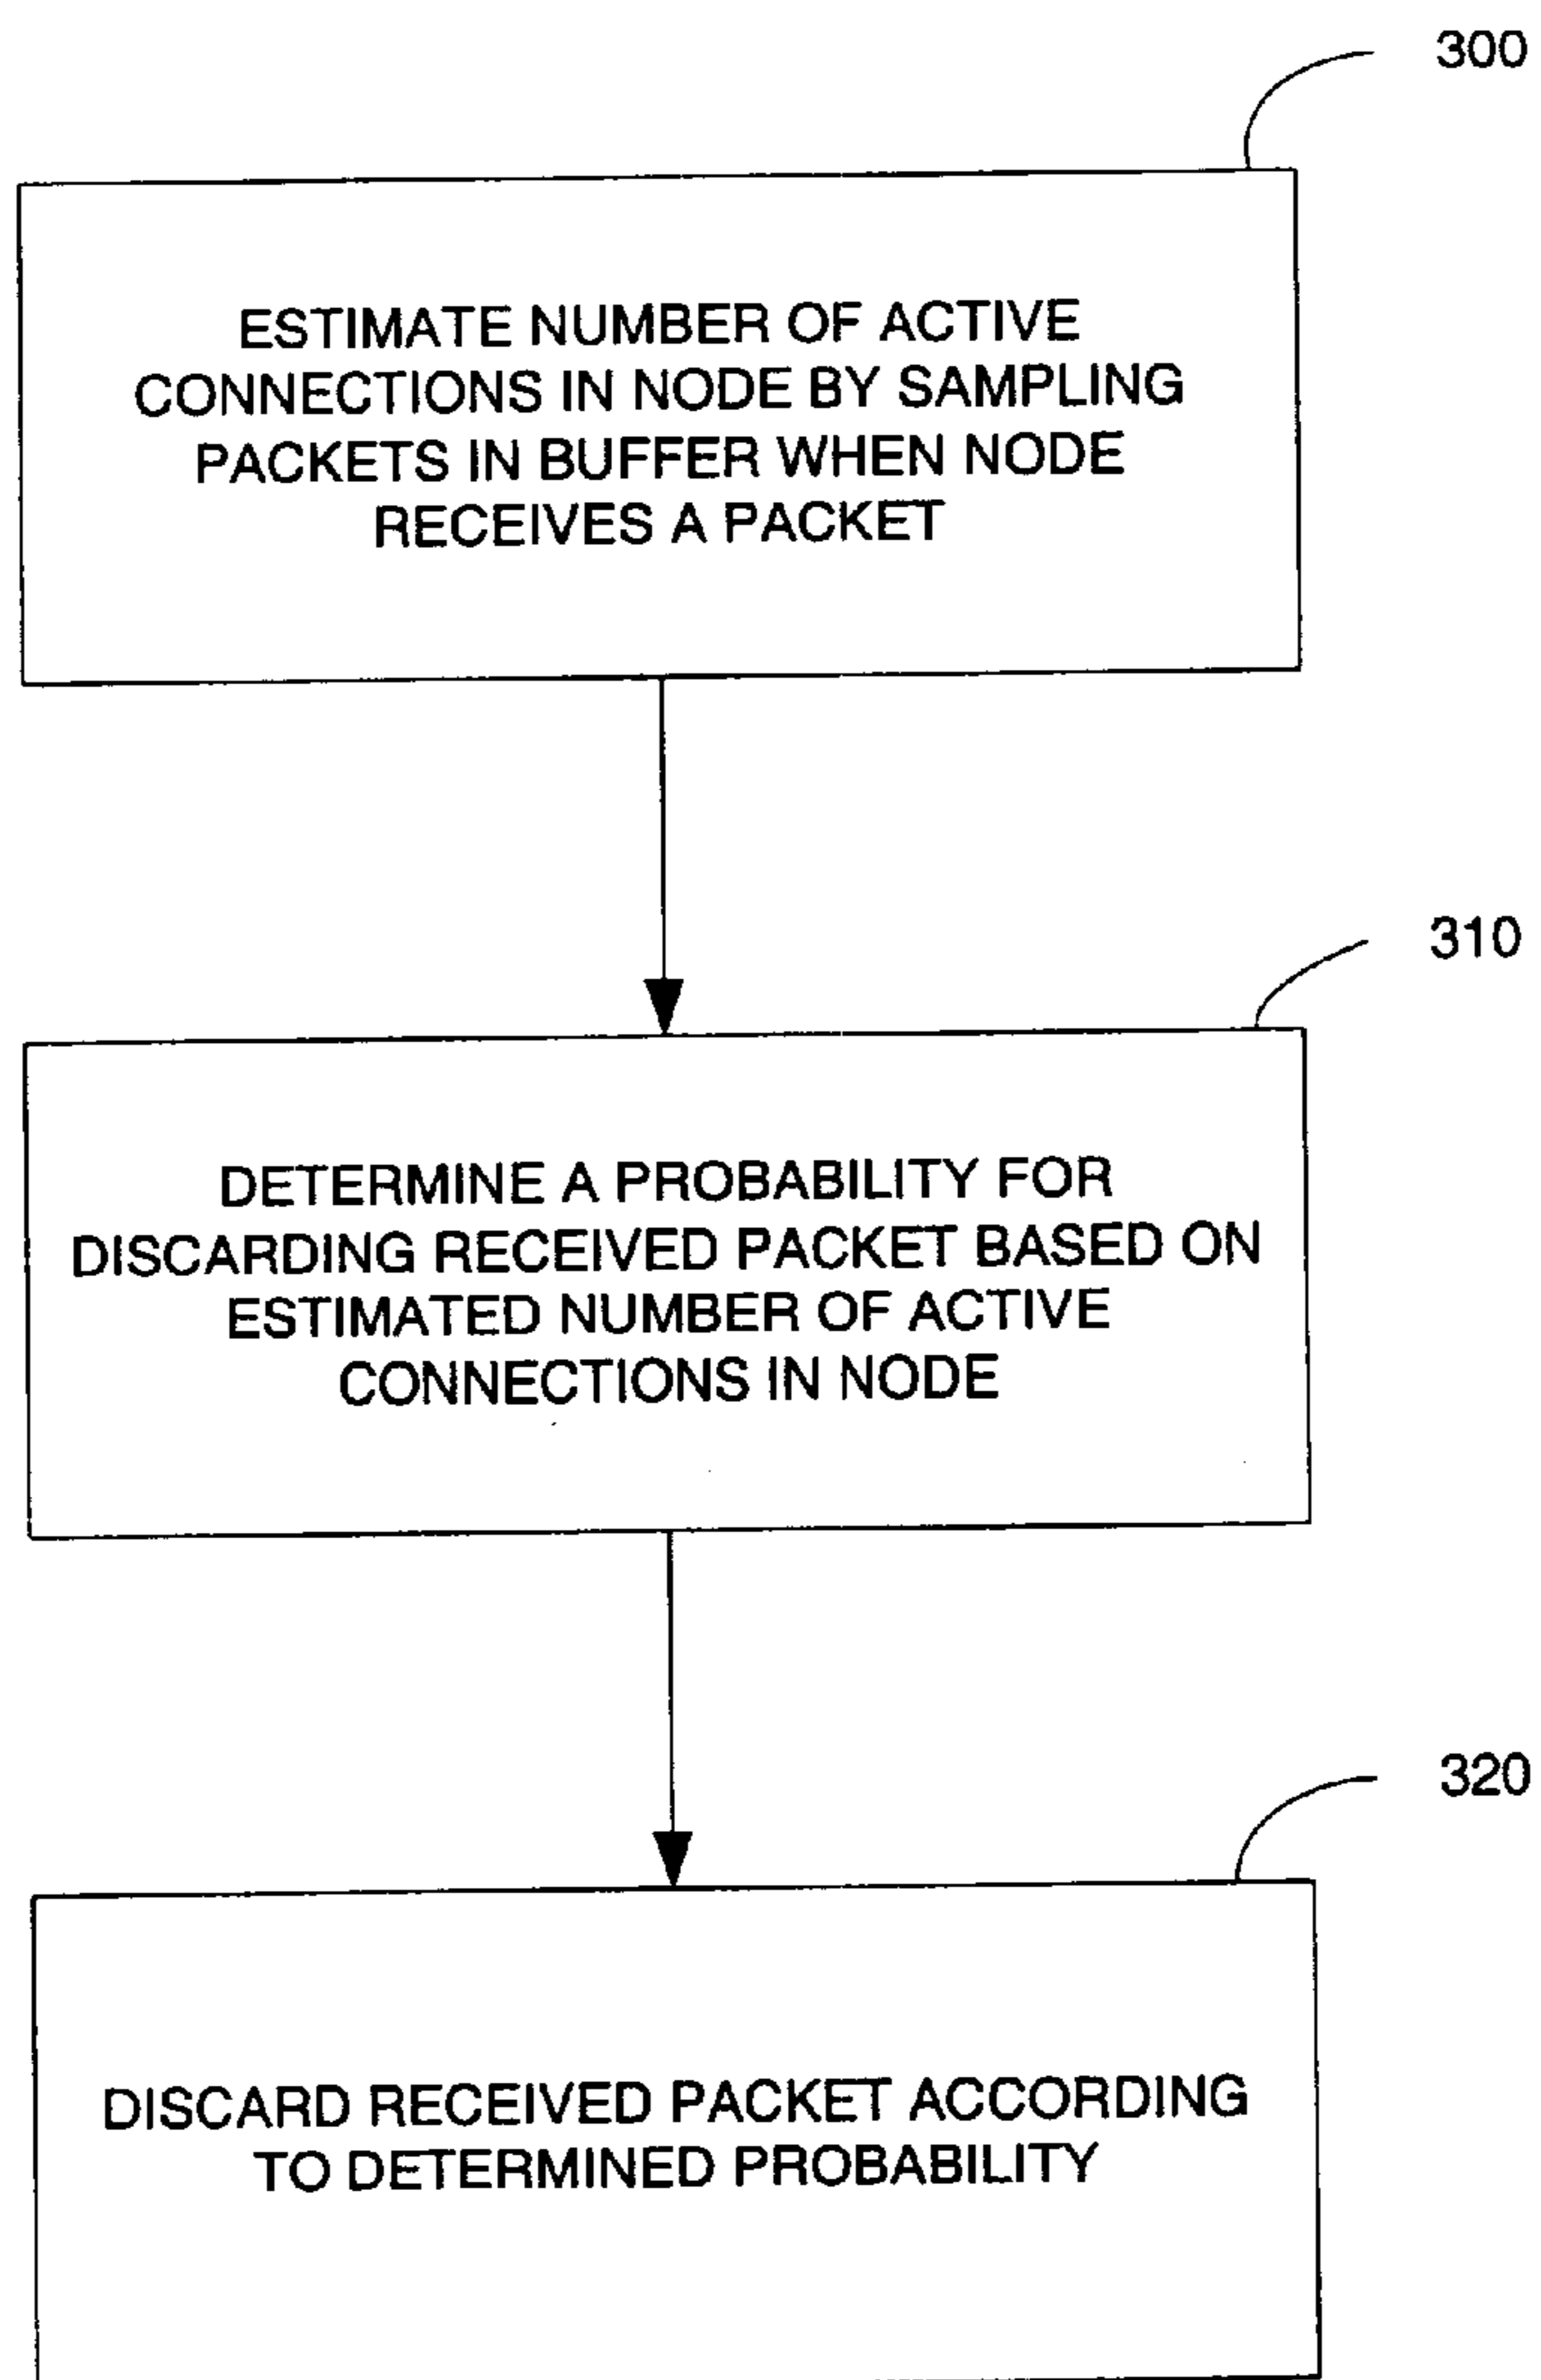 300
ESTIMATE NUMBER OF ACTIVE
CONNECTIONS IN NODE BY SAMPLING
PACKETS IN BUFFER WHEN NODE
RECEIVES A PACKET
310
DETERMINE A PROBABILITY FOR
DISCARDING RECEIVED PACKET BASED ON
ESTIMATED NUMBER OF ACTIVE
CONNECTIONS IN NODE
320
DISCARD RECEIVED PACKET ACCORDING
TO DETERMINED PROBABILITY